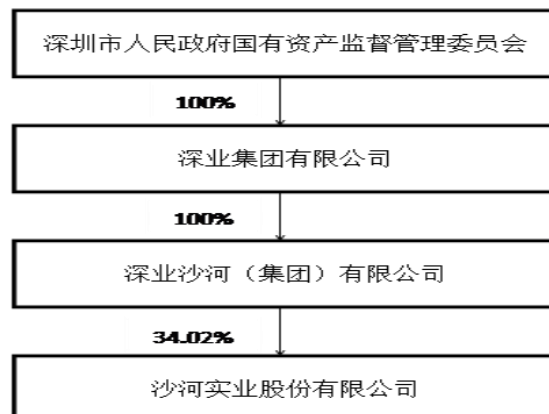 深圳市人民政府国有资产监督管理委员会
100%
深业集团有限公司
100%
深业沙河（集团）有限公司
34.02%
沙河实业股份有限公司